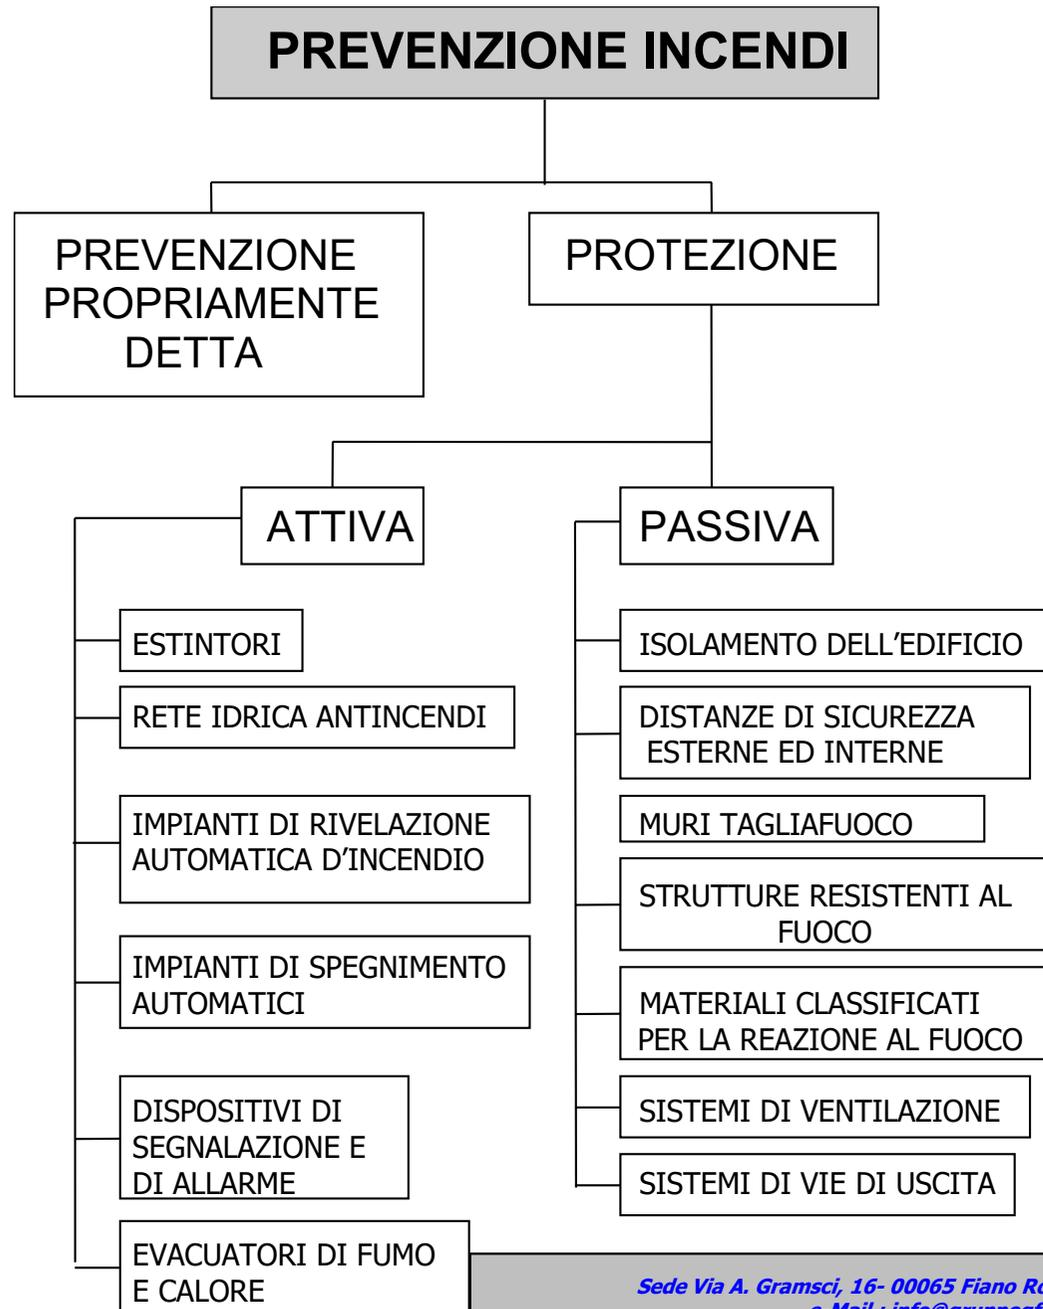 PREVENZIONE INCENDI
PREVENZIONE
PROPRIAMENTE
DETTA
PROTEZIONE
ATTIVA
ESTINTORI
RETE IDRICA ANTINCENDI
IMPIANTI DI RIVELAZIONE
AUTOMATICA D'INCENDIO
IMPIANTI DI SPEGNIMENTO
AUTOMATICI
DISPOSITIVI DI
SEGNALAZIONE E
DI ALLARME
EVACUATORI DI FUMO
E CALORE
PASSIVA
ISOLAMENTO DELL'EDIFICIO
DISTANZE DI SICUREZZA
ESTERNE ED INTERNE
MURI TAGLIAFUOCO
STRUTTURE RESISTENTI AL
FUOCO
MATERIALI CLASSIFICATI
PER LA REAZIONE AL FUOCO
SISTEMI DI VENTILAZIONE
SISTEMI DI VIE DI USCITA
Sede Via A. Gramsci, 16- 00065 Fiano
e-Mail :